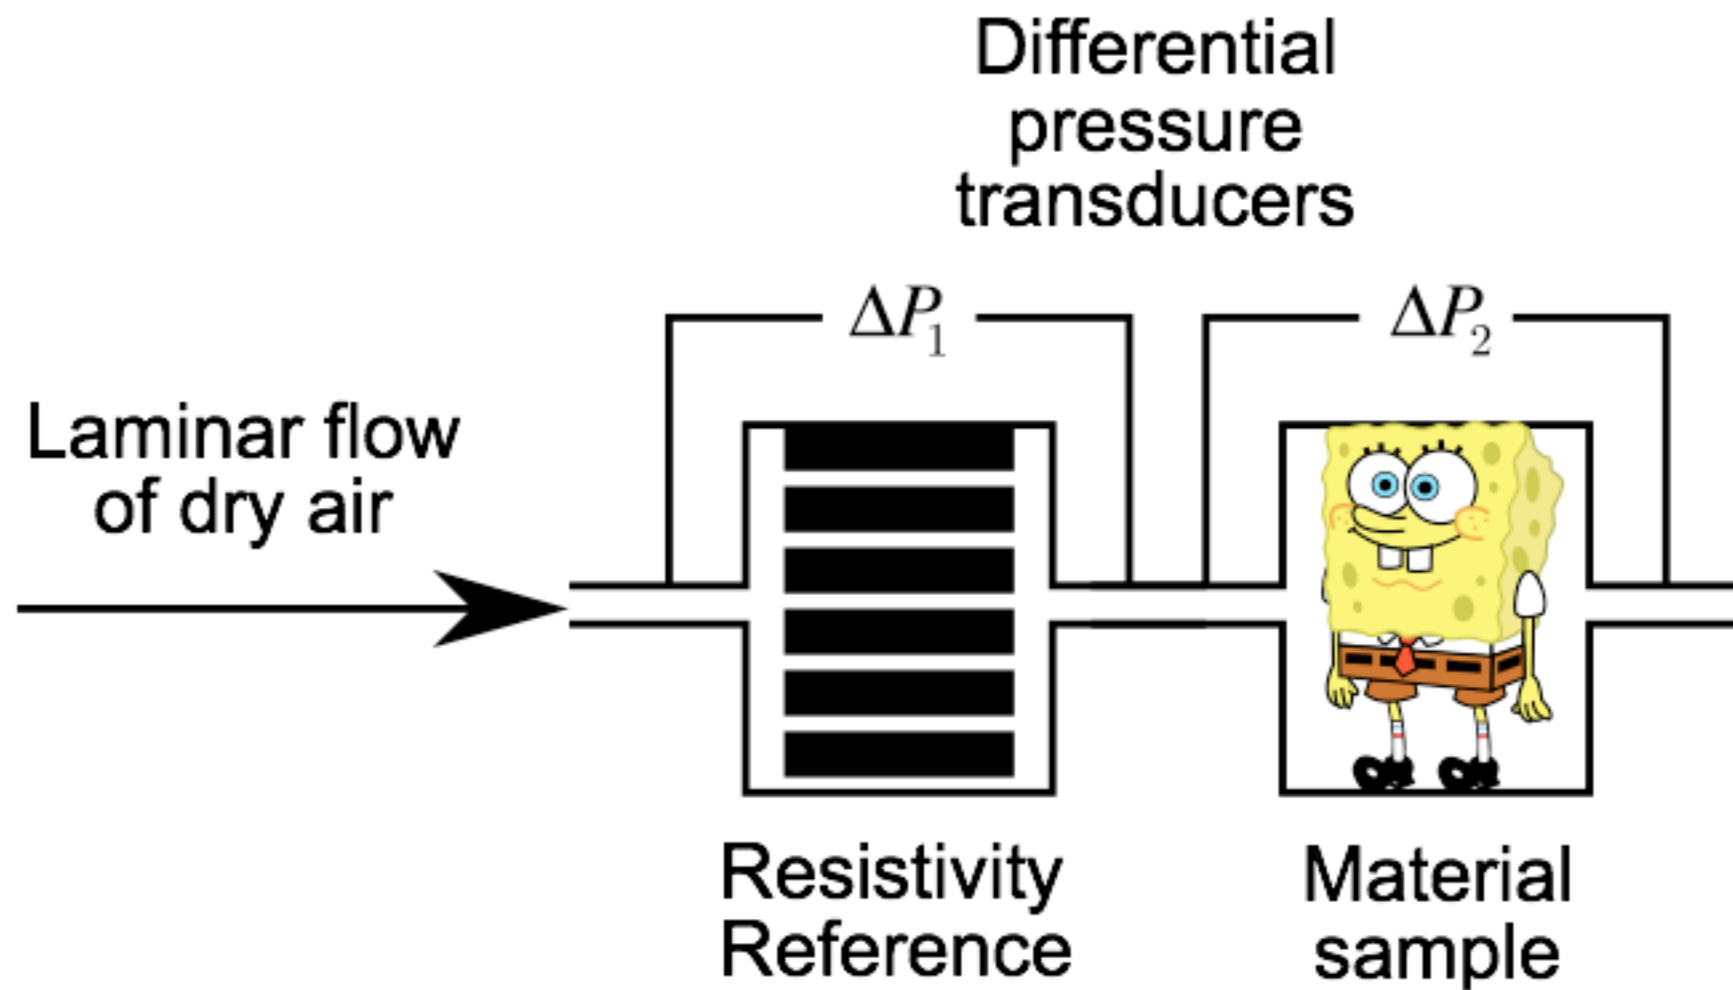 Differential
pressure
transducers
ΔP₁
ΔP₂
Laminar flow
of dry air
Resistivity
Reference
Material
sample